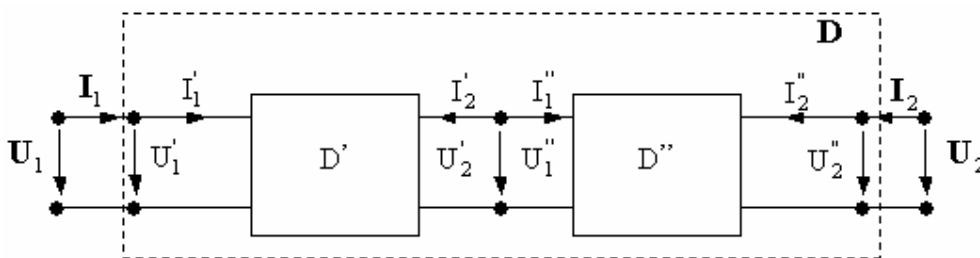 D
I₁ I₁' I₂' I₁'' I₂'' I₂
U₁ U₁' D' U₂' U₁'' D'' U₂'' U₂